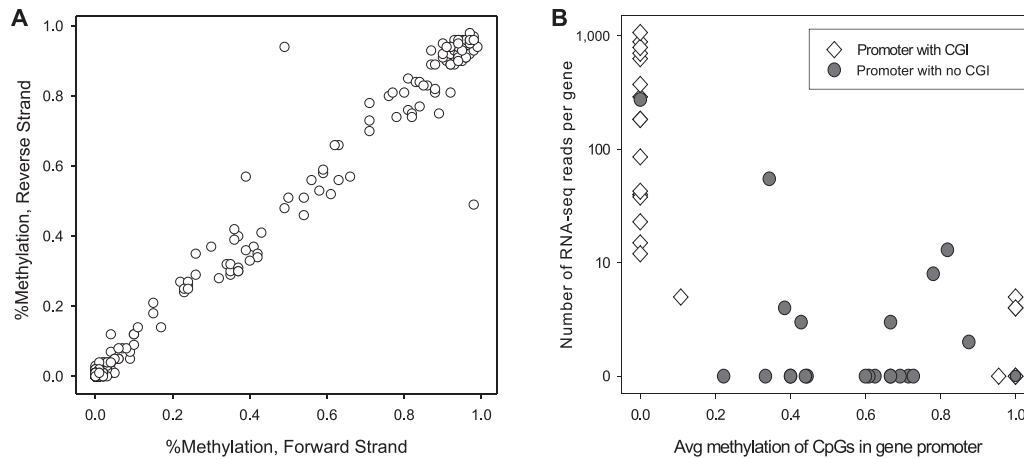 A
%Methylation, Reverse Strand
1.0
0.8
0.6
0.4
0.2
0.0
0.0 0.2 0.4 0.6 0.8 1.0
%Methylation, Forward Strand
B
Number of RNA-seq reads per gene
1,000
100
10
0
Promoter with CGI
Promoter with no CGI
0.0 0.2 0.4 0.6 0.8 1.0
Avg methylation of CpGs in gene promoter